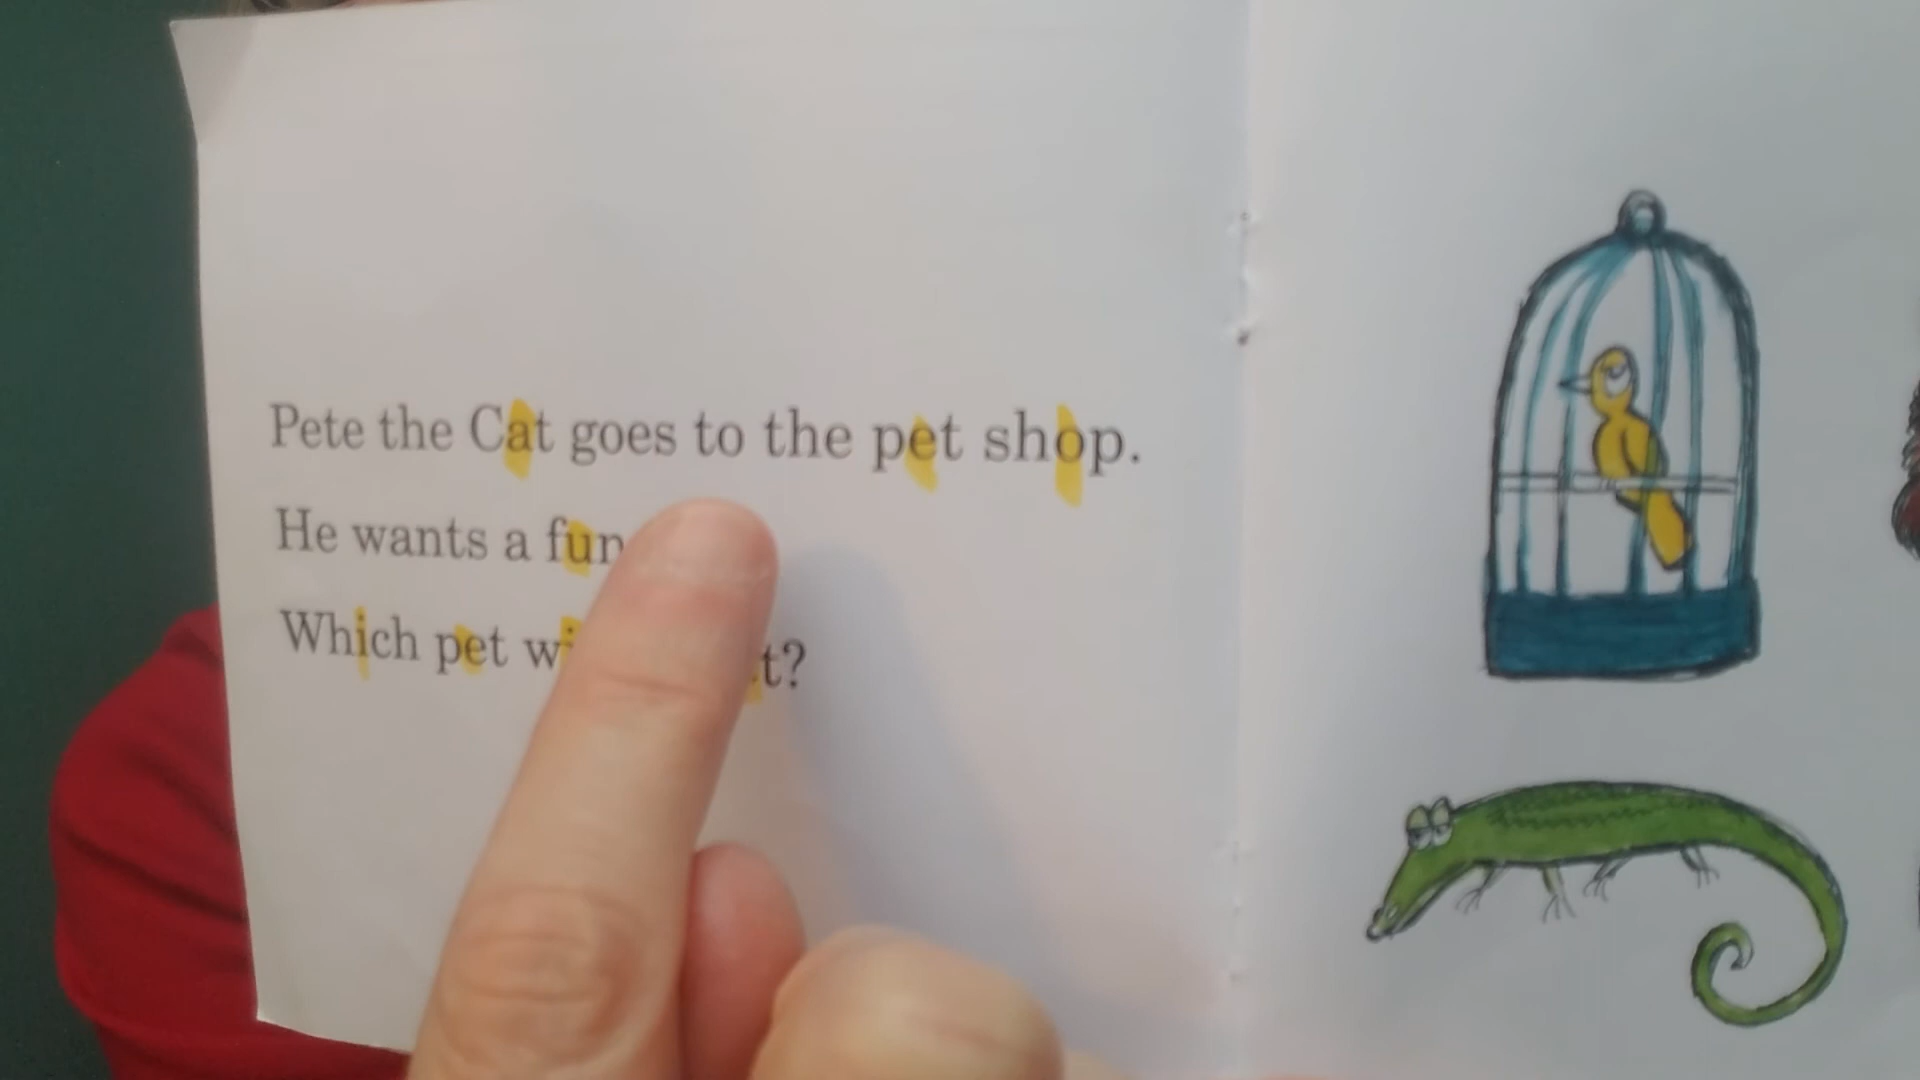 Pete the Cat goes to the pet shop.
He wants a fun
Which pet